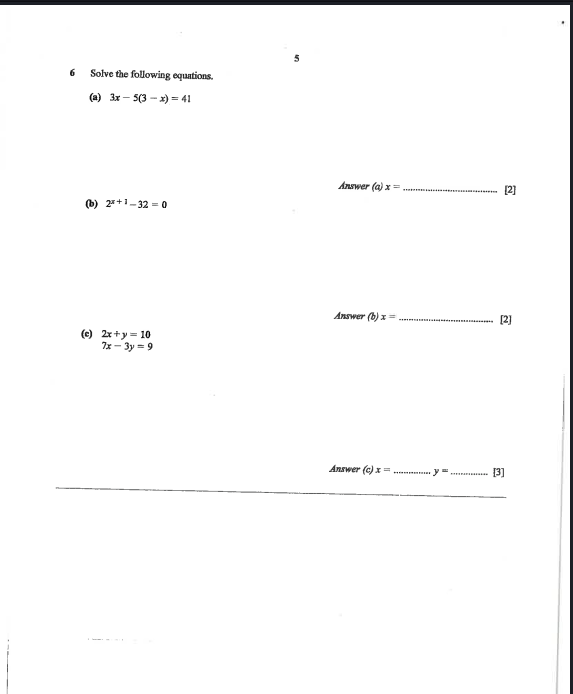 5
6 Solve the following equations.
(a) 3x – 5(3 – x) = 41
Answer (a) x = .................................... [2]
(b) 2^{x+1} – 32 = 0
Answer (b) x = .................................... [2]
(c) 2x + y = 10
7x – 3y = 9
Answer (c) x = .............. y = .............. [3]